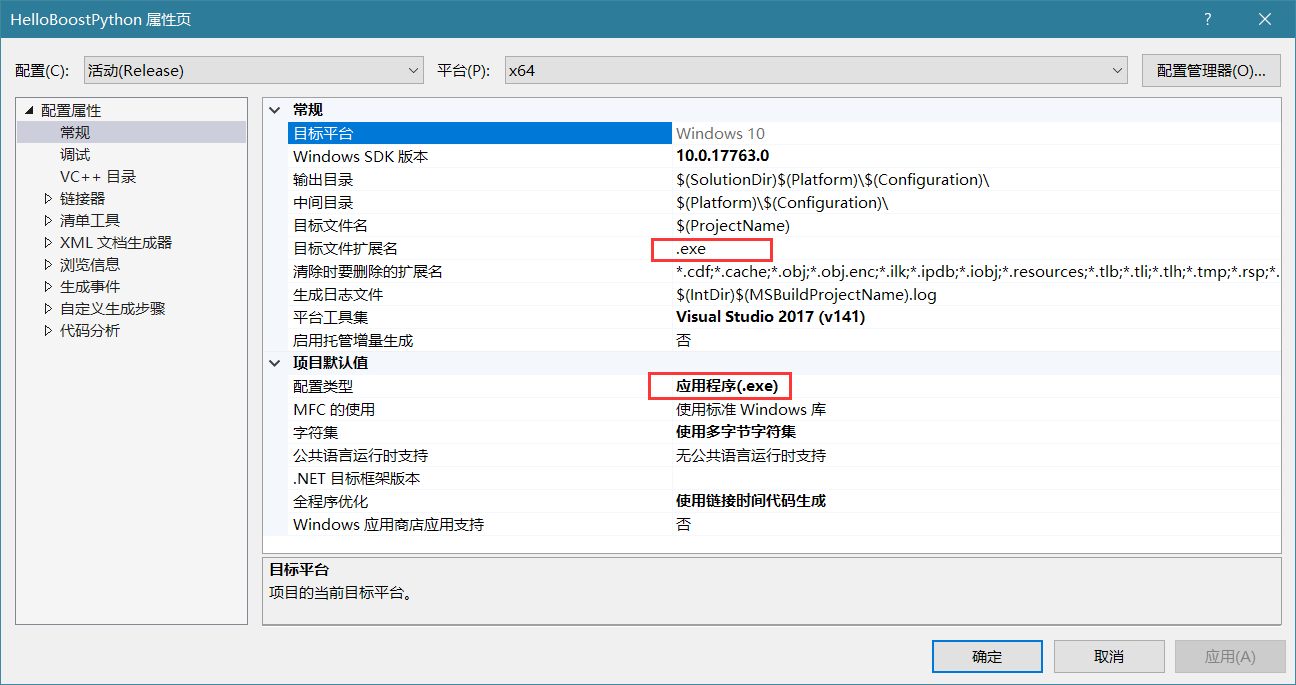 HelloBoostPython 属性页
配置(C): 活动(Release) 平台(P): x64 配置管理器(O)...
配置属性
常规
调试
VC++ 目录
链接器
清单工具
XML 文档生成器
浏览信息
生成事件
自定义生成步骤
代码分析
常规
目标平台 Windows 10
Windows SDK 版本 10.0.17763.0
输出目录 $(SolutionDir)$(Platform)\$(Configuration)\
中间目录 $(Platform)\$(Configuration)\
目标文件名 $(ProjectName)
目标文件扩展名 .exe
清除时要删除的扩展名 *.cdf;*.cache;*.obj;*.obj.enc;*.ilk;*.ipdb;*.iobj;*.resources;*.tlb;*.tli;*.tlh;*.tmp;*.rsp;*.
生成日志文件 $(IntDir)$(MSBuildProjectName).log
平台工具集 Visual Studio 2017 (v141)
启用托管增量生成 否
项目默认值
配置类型 应用程序(.exe)
MFC 的使用 使用标准 Windows 库
字符集 使用多字节字符集
公共语言运行时支持 无公共语言运行时支持
.NET 目标框架版本
全程序优化 使用链接时间代码生成
Windows 应用商店应用支持 否
目标平台
项目的当前目标平台。
确定 取消 应用(A)